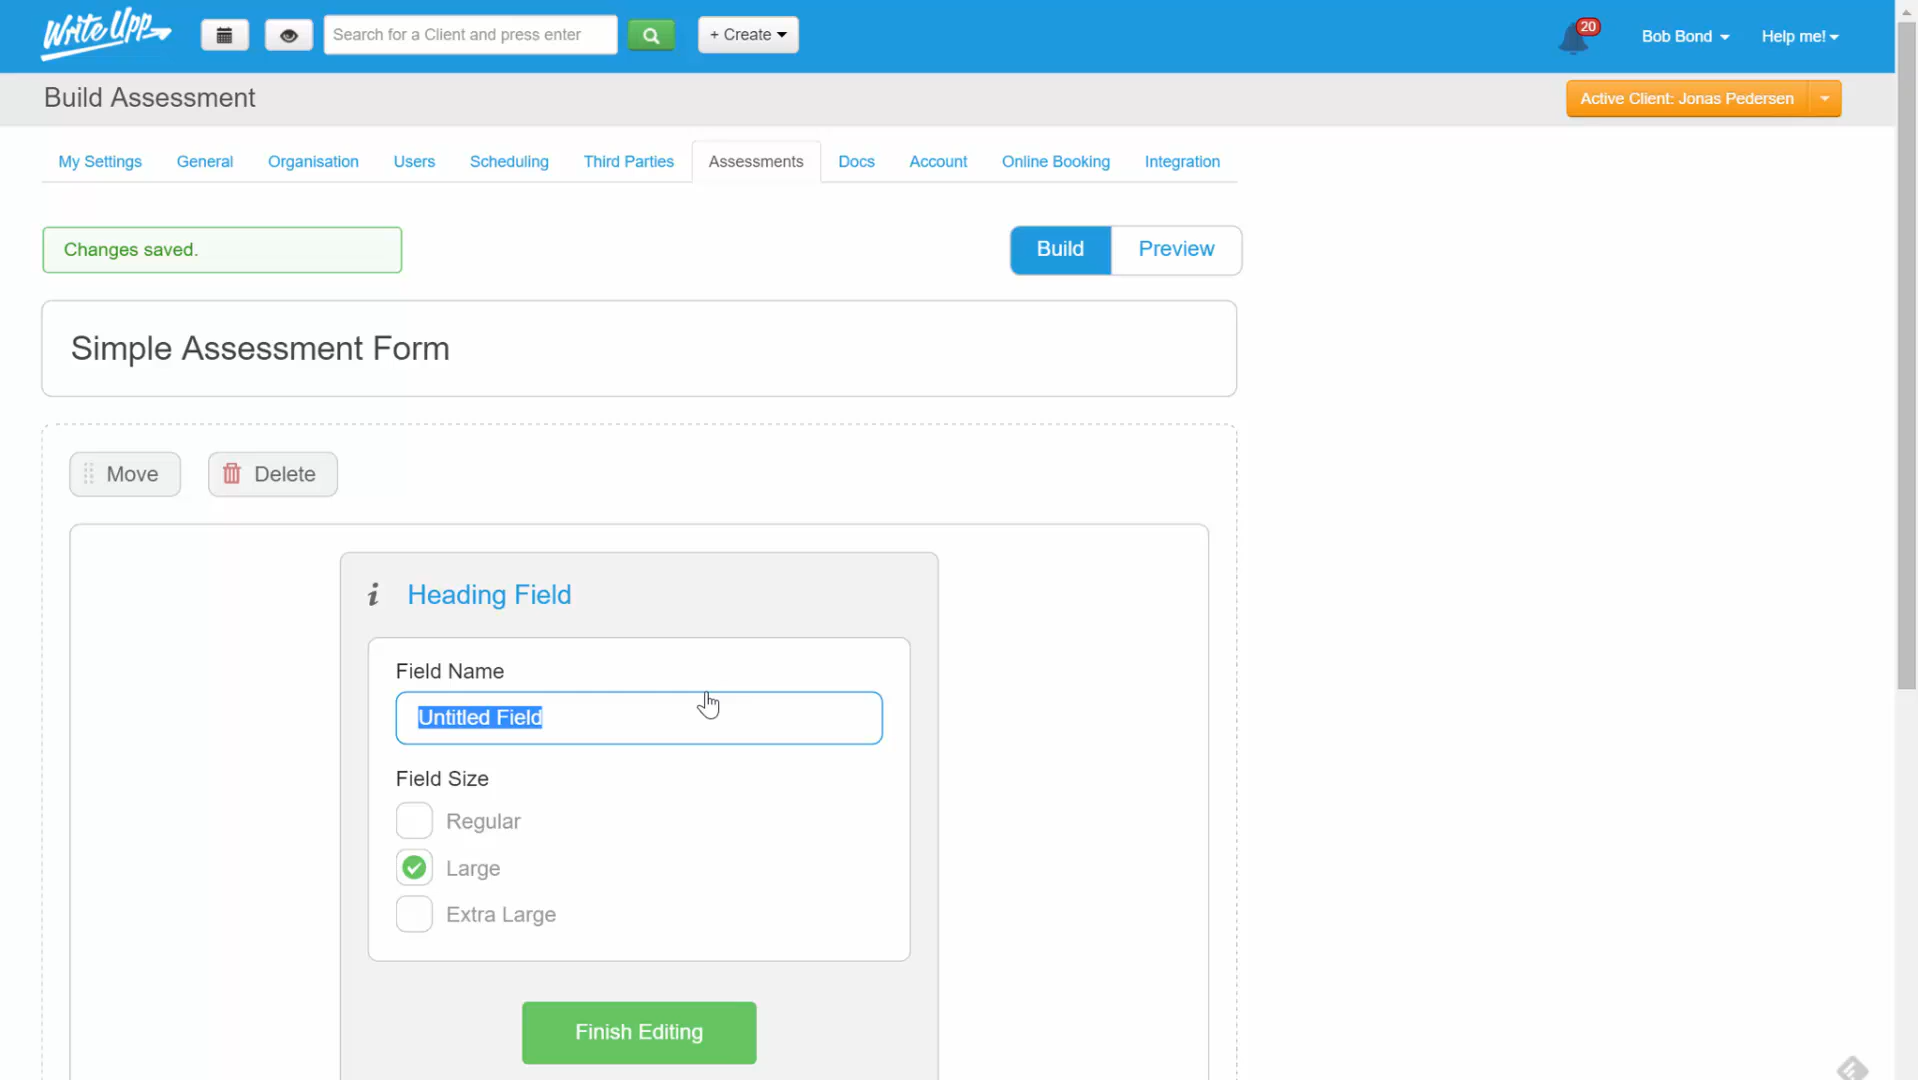 WriteUpp
Search for a Client and press enter
+ Create
20
Bob Bond
Help me!
Build Assessment
Active Client: Jonas Pedersen
My Settings
General
Organisation
Users
Scheduling
Third Parties
Assessments
Docs
Account
Online Booking
Integration
Changes saved.
Build
Preview
Simple Assessment Form
Move
Delete
i Heading Field
Field Name
Untitled Field
Field Size
Regular
Large
Extra Large
Finish Editing